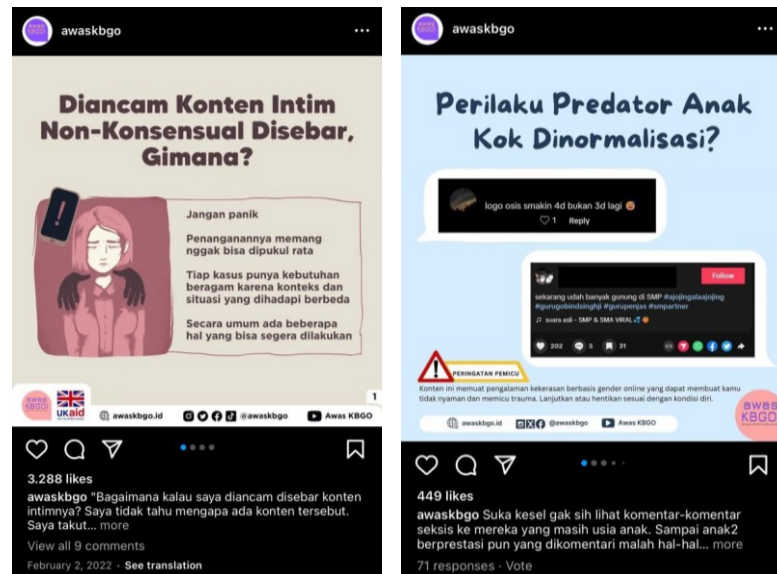 awaskbgo
Diancam Konten Intim
Non-Konsensual Disebar,
Gimana?
Jangan panik
Penanganannya memang
nggak bisa dipukul rata
Tiap kasus punya kebutuhan
beragam karena konteks dan
situasi yang dihadapi berbeda
Secara umum ada beberapa
hal yang bisa segera dilakukan
1
awas
KBGO!
UKaid
awaskbgo.id
@awaskbgo
Awas KBGO
3.288 likes
awaskbgo "Bagaimana kalau saya diancam disebar konten
intimnya? Saya tidak tahu mengapa ada konten tersebut.
Saya takut... more
View all 9 comments
February 2, 2022 · See translation
awaskbgo
Perilaku Predator Anak
Kok Dinormalisasi?
logo osis smakin 4d bukan 3d lagi
1 Reply
Follow
sekarang udah banyak gunung di SMP #ajojingalaajojing
#gurugobindsinghji #gurupenjas #smpartner
suara asli - SMP & SMA VIRAL
202 5 31
PERINGATAN PEMICU
Konten ini memuat pengalaman kekerasan berbasis gender online yang dapat membuat kamu
tidak nyaman dan memicu trauma. Lanjutkan atau hentikan sesuai dengan kondisi diri.
awaskbgo.id
@awaskbgo
Awas KBGO
awas
KBGO!
449 likes
awaskbgo Suka kesel gak sih lihat komentar-komentar
seksis ke mereka yang masih usia anak. Sampai anak2
berprestasi pun yang dikomentari malah hal-hal... more
71 responses · Vote